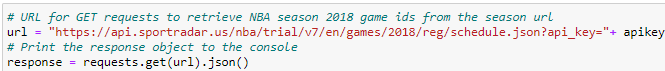 # URL for GET requests to retrieve NBA season 2018 game ids from the season url
url = "https://api.sportradar.us/nba/trial/v7/en/games/2018/reg/schedule.json?api_key="+ apikey
# Print the response object to the console
response = requests.get(url).json()